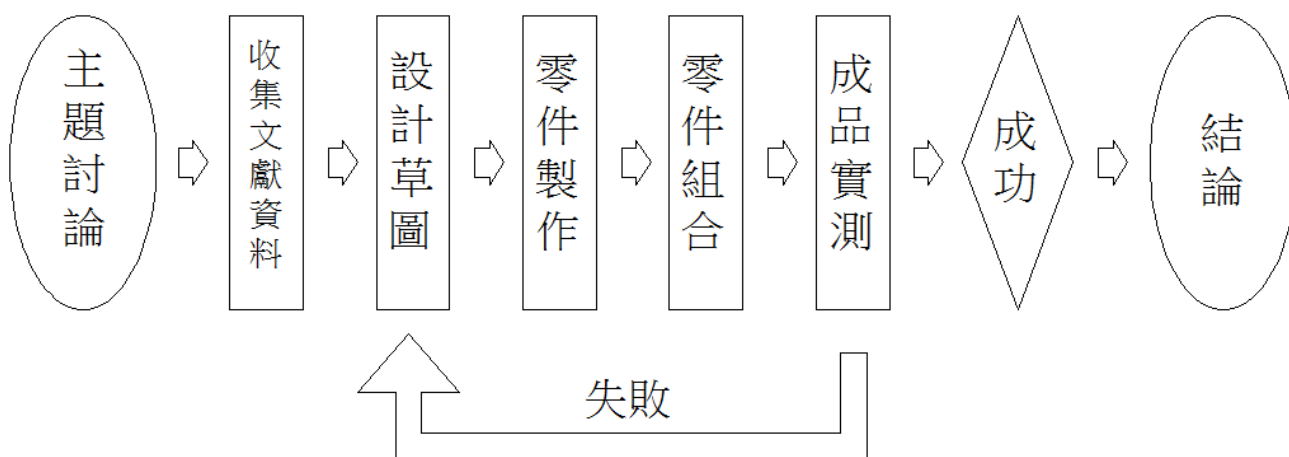 主題討論
收集文獻資料
設計草圖
零件製作
零件組合
成品實測
成功
結論
失敗